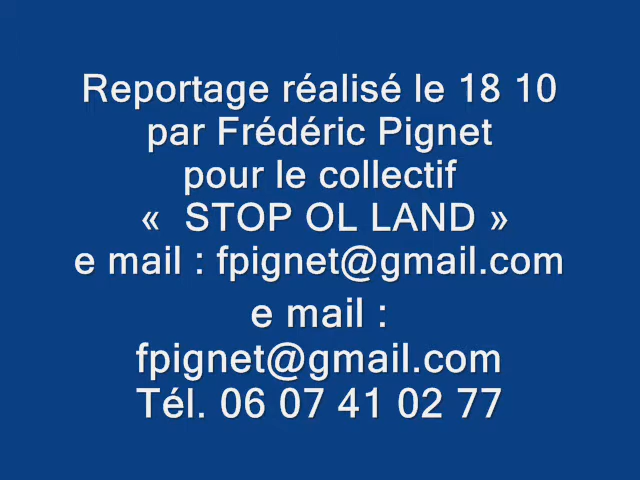 Reportage réalisé le 18 10
par Frédéric Pignet
pour le collectif
«  STOP OL LAND »
e mail : fpignet@gmail.com
e mail :
fpignet@gmail.com
Tél. 06 07 41 02 77